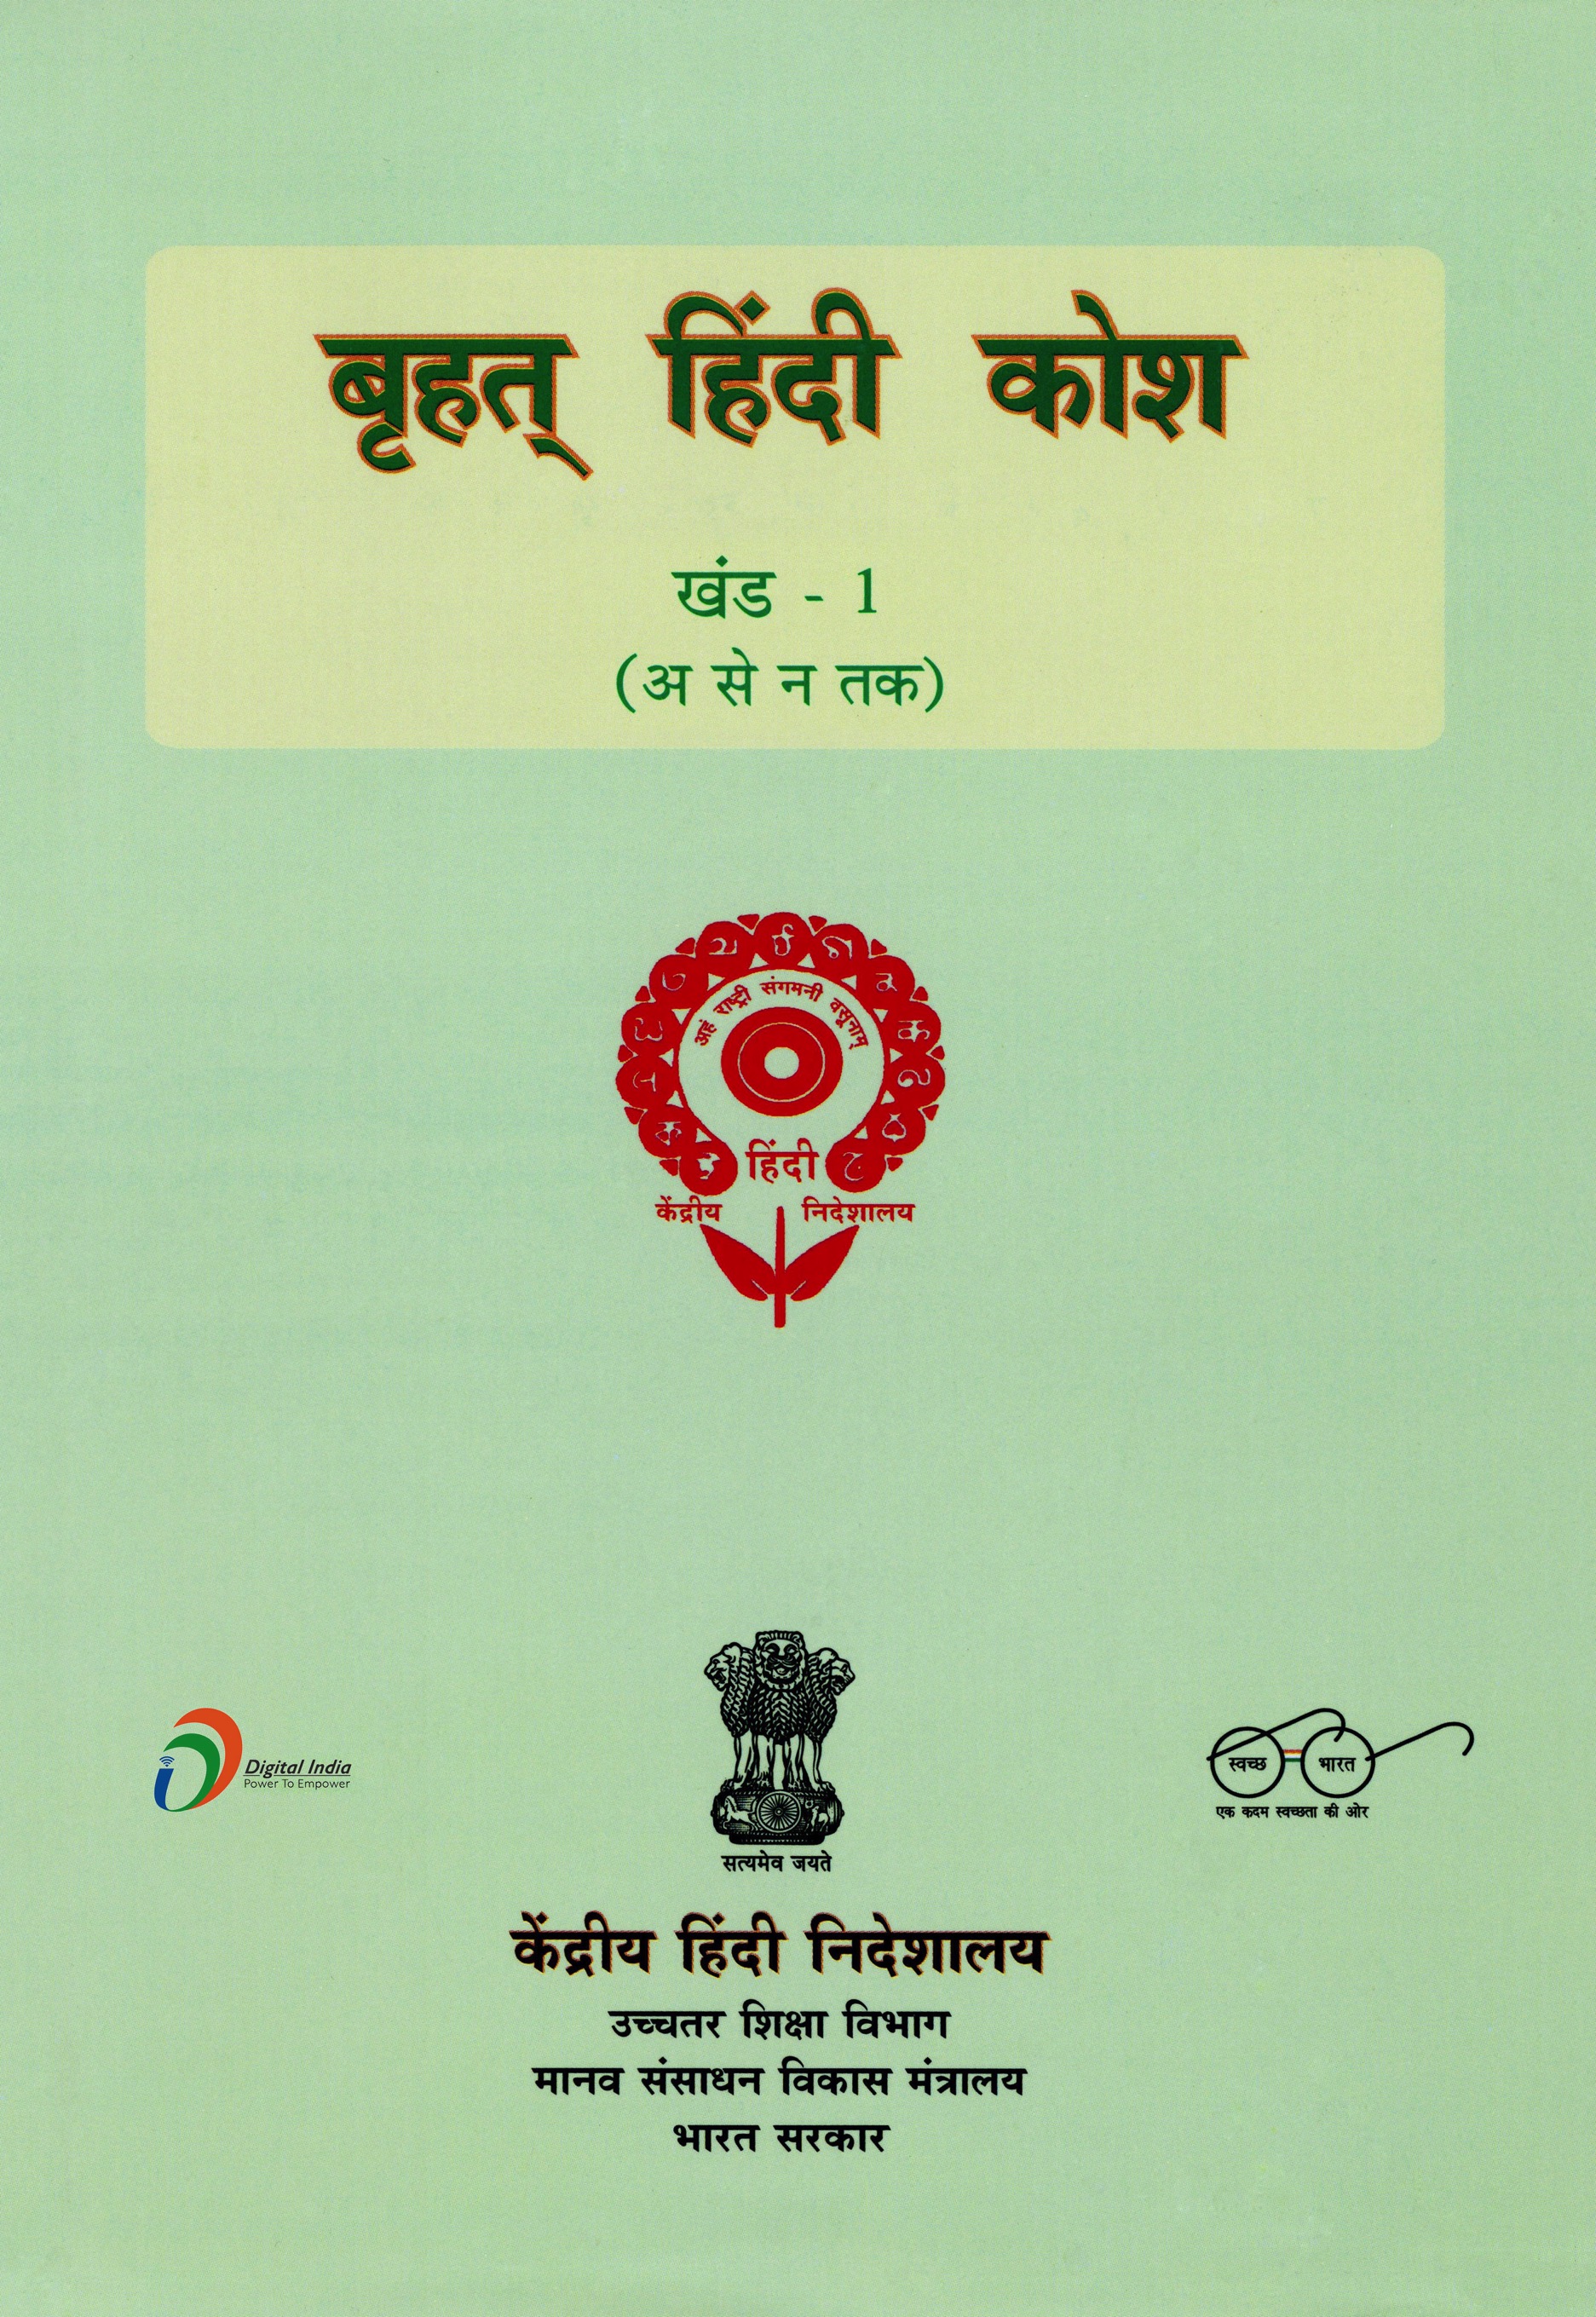 बृहत् हिंदी कोश
खंड - 1
(अ से न तक)
अहं राष्ट्री संगमनी वसूनाम्
हिंदी
केंद्रीय निदेशालय
Digital India
Power To Empower
सत्यमेव जयते
स्वच्छ भारत
एक कदम स्वच्छता की ओर
केंद्रीय हिंदी निदेशालय
उच्चतर शिक्षा विभाग
मानव संसाधन विकास मंत्रालय
भारत सरकार